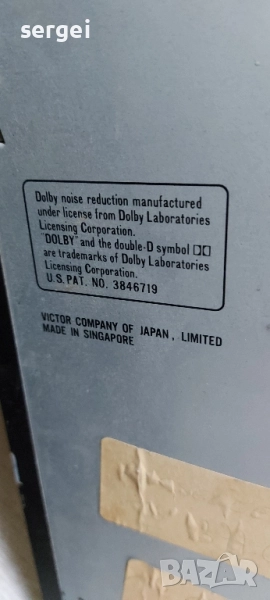 sergei
Dolby noise reduction manufactured
under license from Dolby Laboratories
Licensing Corporation.
"DOLBY" and the double-D symbol
are trademarks of Dolby Laboratories
Licensing Corporation.
U.S. PAT. NO. 3846719
VICTOR COMPANY OF JAPAN, LIMITED
MADE IN SINGAPORE
BAZAR